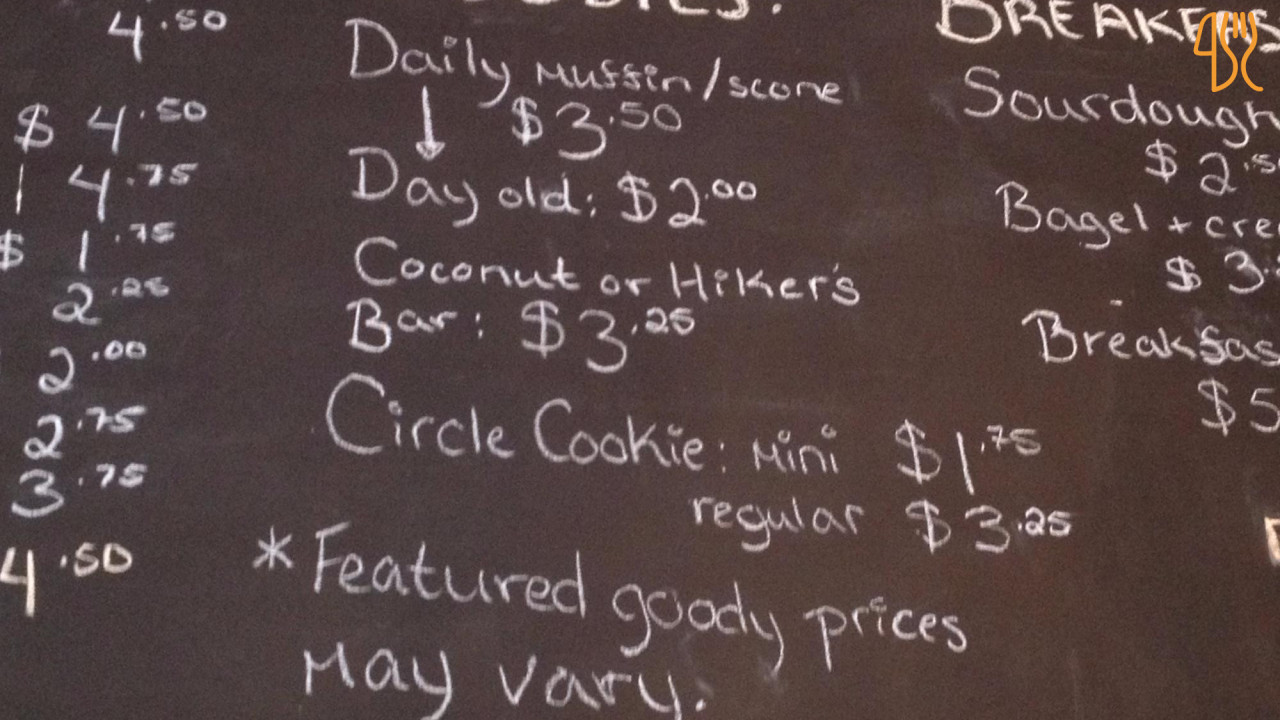 4.50
$ 4.50
4.75
$ 1.75
2.25
2.00
2.75
3.75
4.50
Daily Muffin/scone
$3.50
Day old: $2.00
Coconut or Hiker's
Bar: $3.25
Circle Cookie: Mini $1.75
regular $3.25
*Featured goody prices
May vary.
Sourdough
$2.5
Bagel + cre
$3.
Breakfas
$5